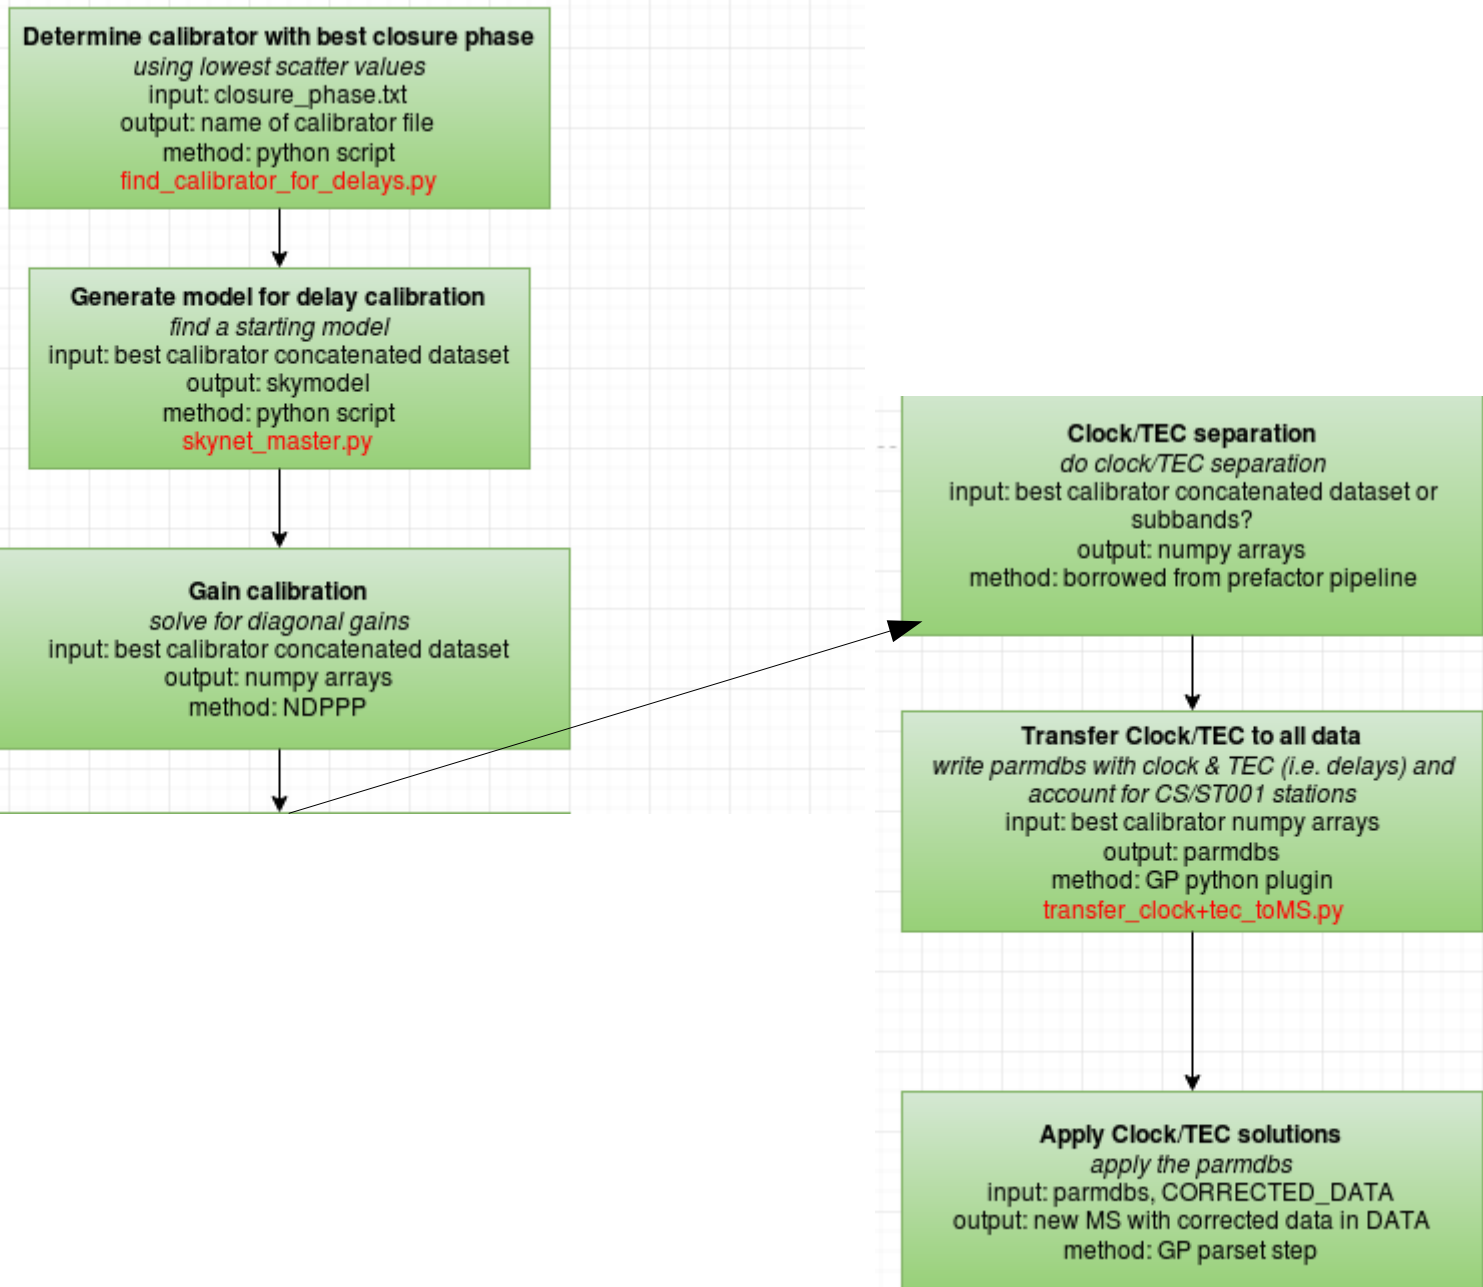 Determine calibrator with best closure phase
using lowest scatter values
input: closure_phase.txt
output: name of calibrator file
method: python script
find_calibrator_for_delays.py
Generate model for delay calibration
find a starting model
input: best calibrator concatenated dataset
output: skymodel
method: python script
skynet_master.py
Gain calibration
solve for diagonal gains
input: best calibrator concatenated dataset
output: numpy arrays
method: NDPPP
Clock/TEC separation
do clock/TEC separation
input: best calibrator concatenated dataset or
subbands?
output: numpy arrays
method: borrowed from prefactor pipeline
Transfer Clock/TEC to all data
write parmdbs with clock & TEC (i.e. delays) and
account for CS/ST001 stations
input: best calibrator numpy arrays
output: parmdbs
method: GP python plugin
transfer_clock+tec_toMS.py
Apply Clock/TEC solutions
apply the parmdbs
input: parmdbs, CORRECTED_DATA
output: new MS with corrected data in DATA
method: GP parset step